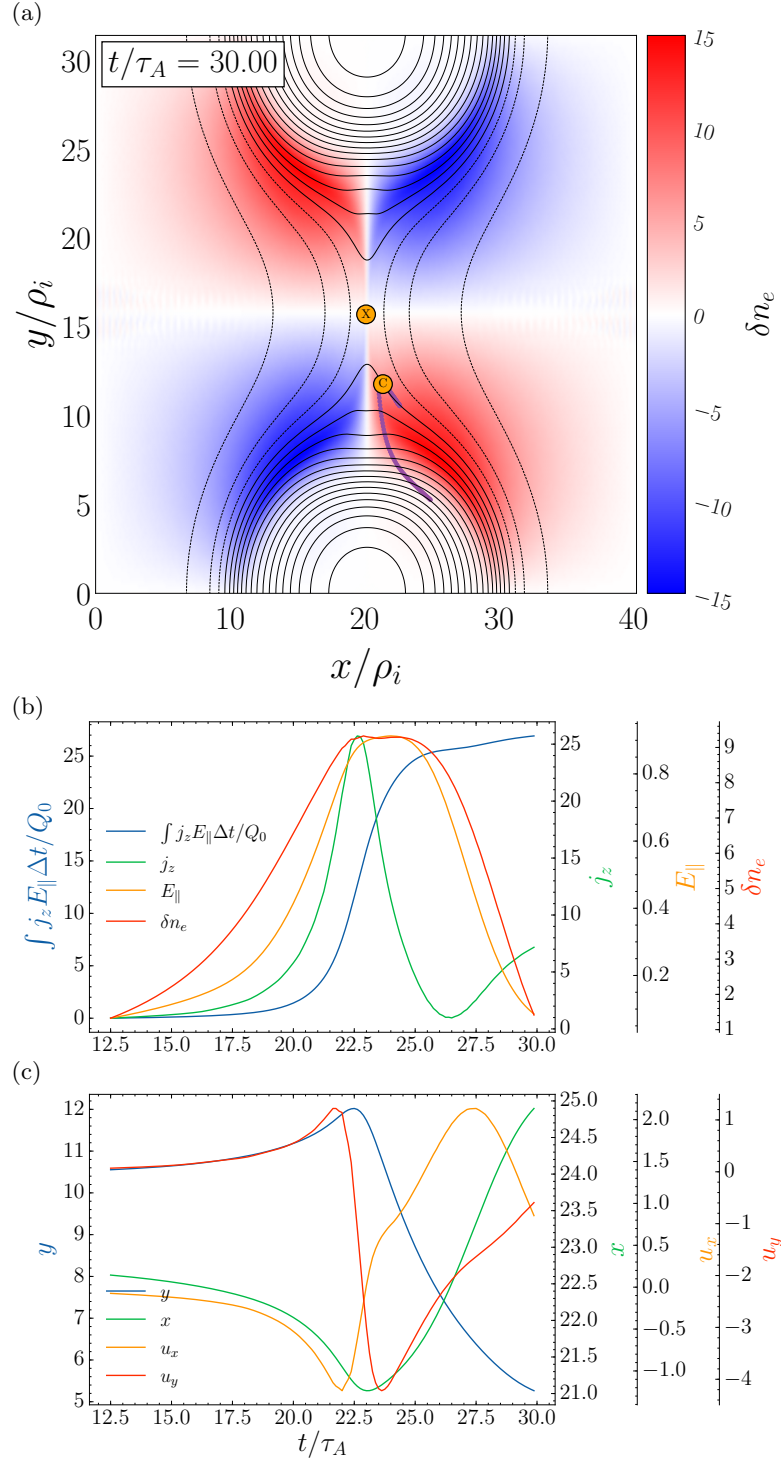 (a)
t/τ_A = 30.00
30
25
20
15
10
5
0
y/ρ_i
X
C
0 10 20 30 40
x/ρ_i
15
10
5
0
−5
−10
−15
δn_e
(b)
25
20
15
10
5
0
∫ j_z E_∥ Δt/Q_0
∫ j_z E_∥ Δt/Q_0
j_z
E_∥
δn_e
12.5 15.0 17.5 20.0 22.5 25.0 27.5 30.0
25
20
15
10
5
0
j_z
0.8
0.6
0.4
0.2
E_∥
9
8
7
6
5
4
3
2
1
δn_e
(c)
12
11
10
9
8
7
6
5
y
y
x
u_x
u_y
12.5 15.0 17.5 20.0 22.5 25.0 27.5 30.0
t/τ_A
25.0
24.5
24.0
23.5
23.0
22.5
22.0
21.5
21.0
x
2.0
1.5
1.0
0.5
0.0
−0.5
−1.0
u_x
1
0
−1
−2
−3
−4
u_y